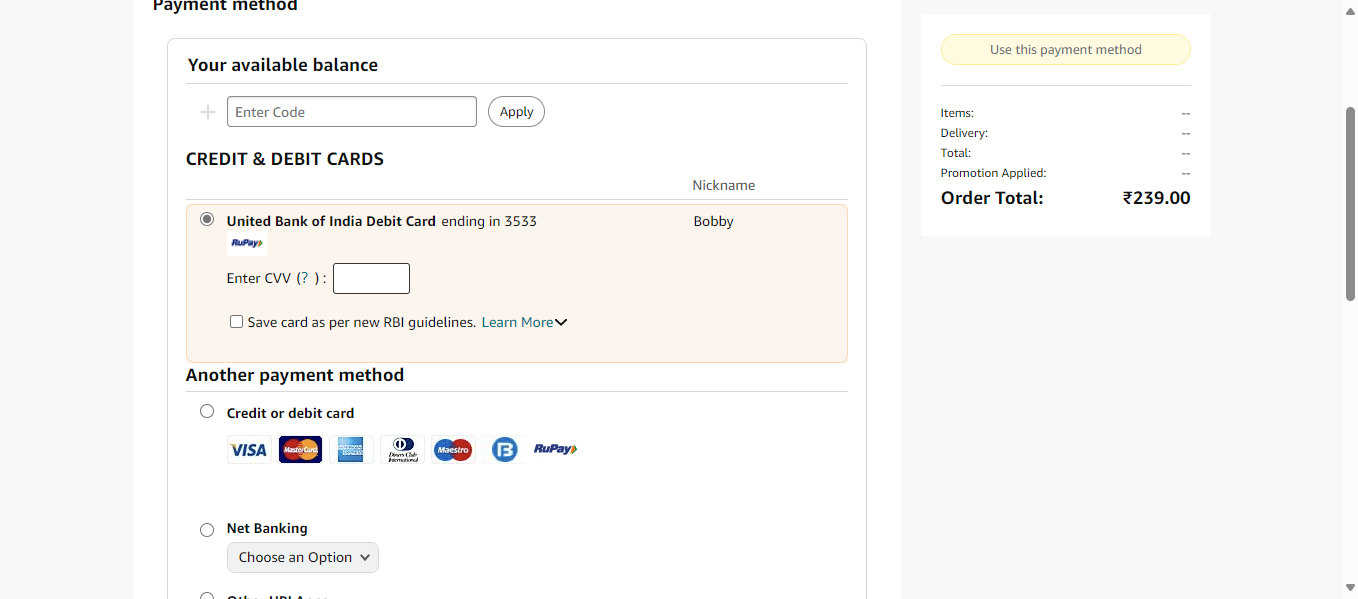 Payment method
Your available balance
Enter Code
Apply
CREDIT & DEBIT CARDS
Nickname
United Bank of India Debit Card ending in 3533
Bobby
RuPay
Enter CVV (? ) :
Save card as per new RBI guidelines. Learn More
Another payment method
Credit or debit card
VISA MasterCard AMERICAN EXPRESS Diners Club International Maestro B RuPay
Net Banking
Choose an Option
Use this payment method
Items: --
Delivery: --
Total: --
Promotion Applied: --
Order Total: ₹239.00